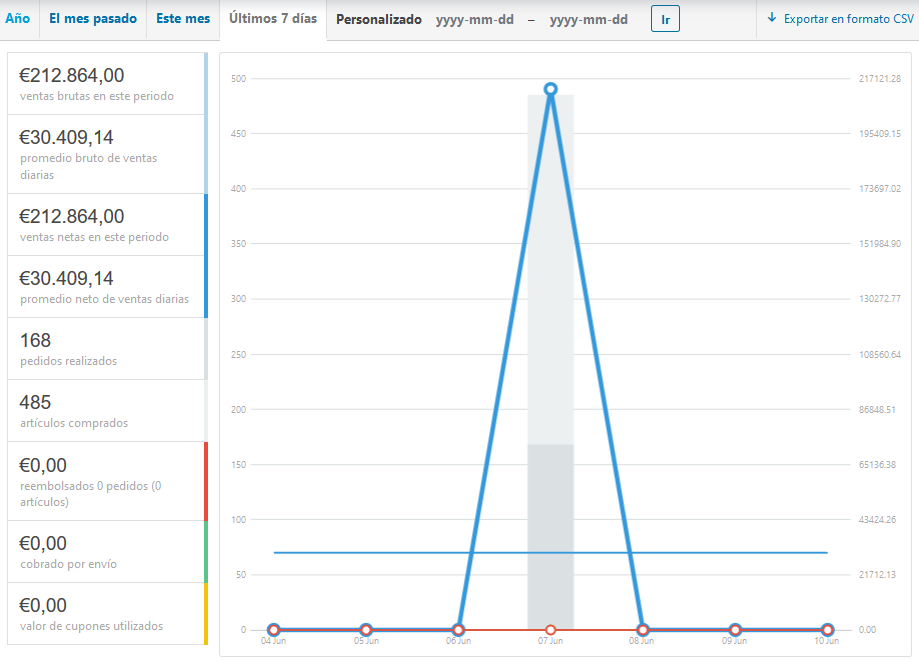 Año El mes pasado Este mes Últimos 7 días Personalizado yyyy-mm-dd – yyyy-mm-dd Ir Exportar en formato CSV
€212.864,00
ventas brutas en este periodo
€30.409,14
promedio bruto de ventas
diarias
€212.864,00
ventas netas en este periodo
€30.409,14
promedio neto de ventas diarias
168
pedidos realizados
485
artículos comprados
€0,00
reembolsados 0 pedidos (0
artículos)
€0,00
cobrado por envío
€0,00
valor de cupones utilizados
500 217121.28
450 195409.15
400 173697.02
350 151984.90
300 130272.77
250 108560.64
200 86848.51
150 65136.38
100 43424.26
50 21712.13
0 0.00
04 Jun 05 Jun 06 Jun 07 Jun 08 Jun 09 Jun 10 Jun